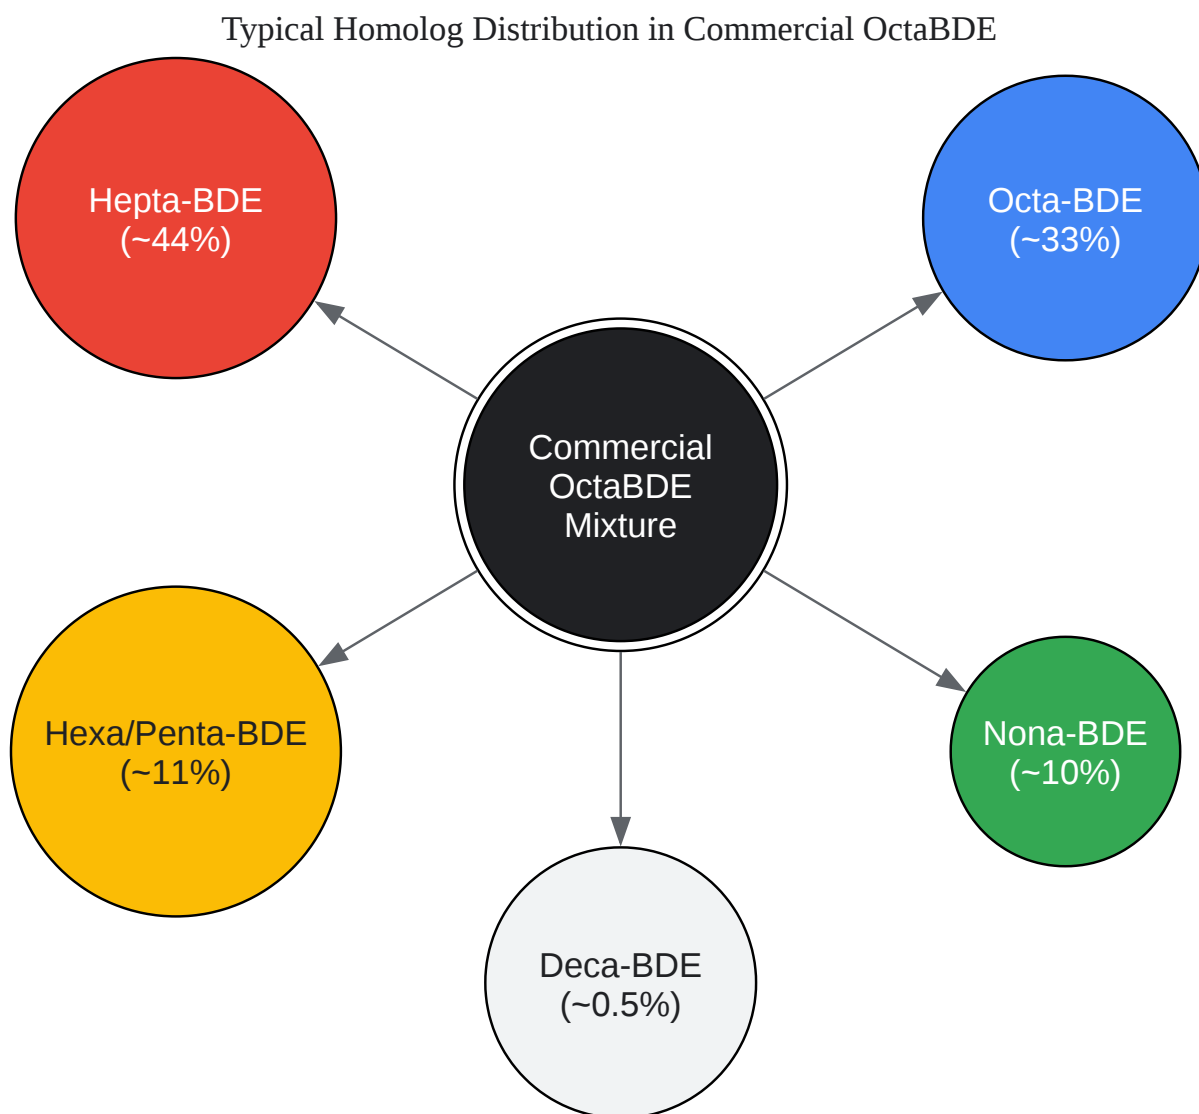 Typical Homolog Distribution in Commercial OctaBDE
Hepta-BDE
(~44%)
Octa-BDE
(~33%)
Commercial
OctaBDE
Mixture
Hexa/Penta-BDE
(~11%)
Nona-BDE
(~10%)
Deca-BDE
(~0.5%)